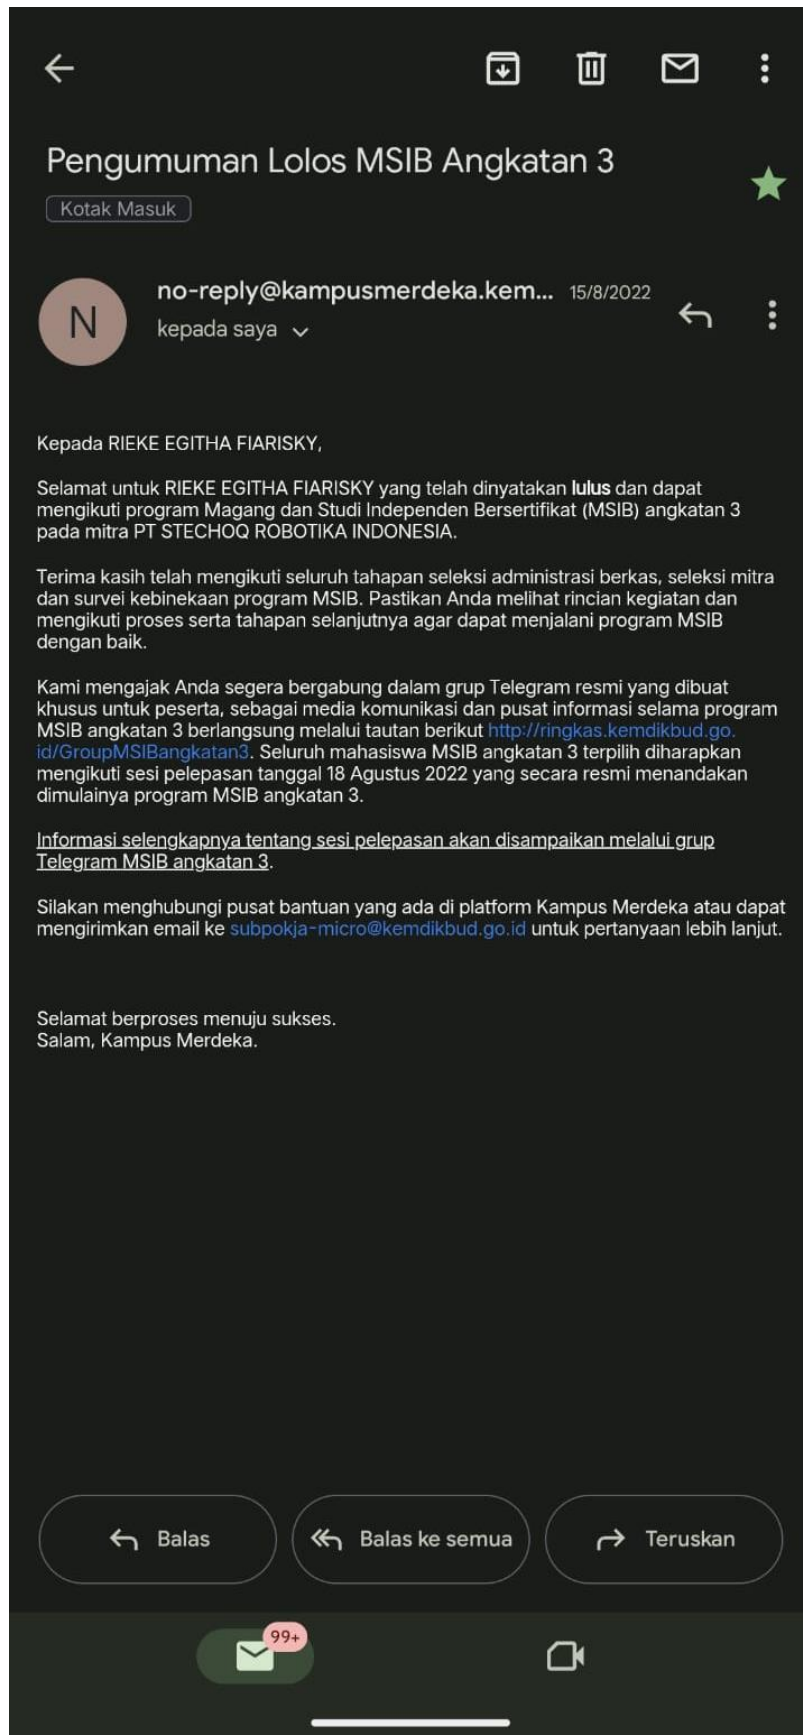 Pengumuman Lolos MSIB Angkatan 3
Kotak Masuk
N
no-reply@kampusmerdeka.kem... 15/8/2022
kepada saya
Kepada RIEKE EGITHA FIARISKY,
Selamat untuk RIEKE EGITHA FIARISKY yang telah dinyatakan lulus dan dapat
mengikuti program Magang dan Studi Independen Bersertifikat (MSIB) angkatan 3
pada mitra PT STECHOQ ROBOTIKA INDONESIA.
Terima kasih telah mengikuti seluruh tahapan seleksi administrasi berkas, seleksi mitra
dan survei kebinekaan program MSIB. Pastikan Anda melihat rincian kegiatan dan
mengikuti proses serta tahapan selanjutnya agar dapat menjalani program MSIB
dengan baik.
Kami mengajak Anda segera bergabung dalam grup Telegram resmi yang dibuat
khusus untuk peserta, sebagai media komunikasi dan pusat informasi selama program
MSIB angkatan 3 berlangsung melalui tautan berikut http://ringkas.kemdikbud.go.
id/GroupMSIBangkatan3. Seluruh mahasiswa MSIB angkatan 3 terpilih diharapkan
mengikuti sesi pelepasan tanggal 18 Agustus 2022 yang secara resmi menandakan
dimulainya program MSIB angkatan 3.
Informasi selengkapnya tentang sesi pelepasan akan disampaikan melalui grup
Telegram MSIB angkatan 3.
Silakan menghubungi pusat bantuan yang ada di platform Kampus Merdeka atau dapat
mengirimkan email ke subpokja-micro@kemdikbud.go.id untuk pertanyaan lebih lanjut.
Selamat berproses menuju sukses.
Salam, Kampus Merdeka.
Balas Balas ke semua Teruskan
99+